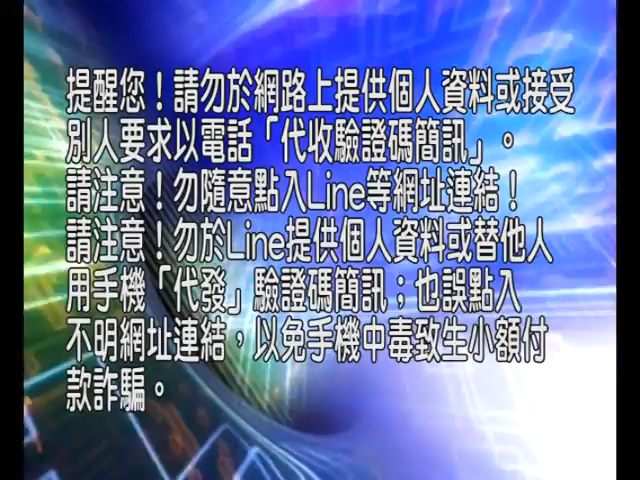 提醒您！請勿於網路上提供個人資料或接受
別人要求以電話「代收驗證碼簡訊」。
請注意！勿隨意點入Line等網址連結！
請注意！勿於Line提供個人資料或替他人
用手機「代發」驗證碼簡訊；也誤點入
不明網址連結，以免手機中毒致生小額付
款詐騙。